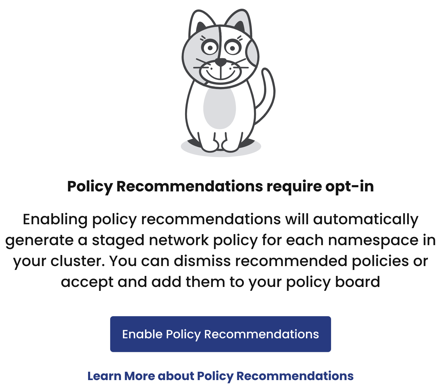 Policy Recommendations require opt-in
Enabling policy recommendations will automatically
generate a staged network policy for each namespace in
your cluster. You can dismiss recommended policies or
accept and add them to your policy board
Enable Policy Recommendations
Learn More about Policy Recommendations